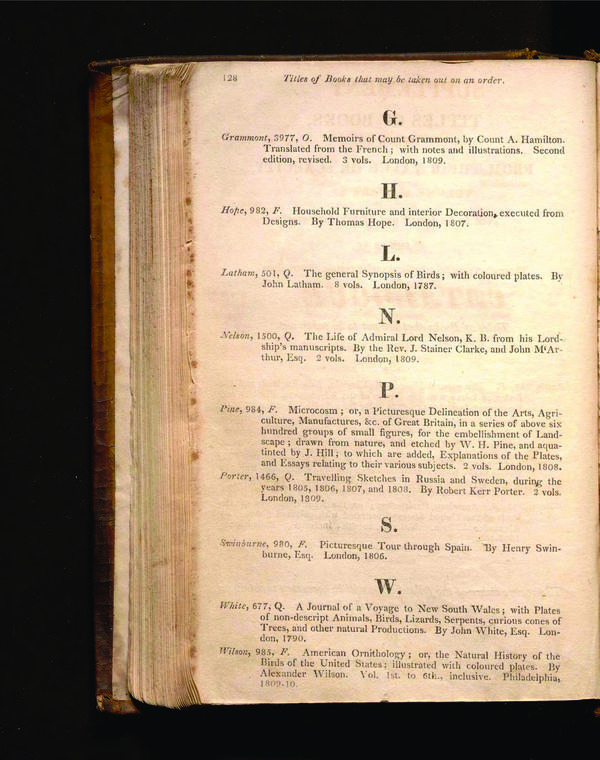 128 Titles of Books that may be taken out on an order.
G.
Grammont, 3977, O. Memoirs of Count Grammont, by Count A. Hamilton.
Translated from the French; with notes and illustrations. Second
edition, revised. 3 vols. London, 1809.
H.
Hope, 982, F. Household Furniture and interior Decoration, executed from
Designs. By Thomas Hope. London, 1807.
L.
Latham, 501, Q. The general Synopsis of Birds; with coloured plates. By
John Latham. 8 vols. London, 1787.
N.
Nelson, 1500, Q. The Life of Admiral Lord Nelson, K. B. from his Lord-
ship's manuscripts. By the Rev. J. Stainer Clarke, and John M'Ar-
thur, Esq. 2 vols. London, 1809.
P.
Pine, 984, F. Microcosm; or, a Picturesque Delineation of the Arts, Agri-
culture, Manufactures, &c. of Great Britain, in a series of above six
hundred groups of small figures, for the embellishment of Land-
scape; drawn from nature, and etched by W. H. Pine, and aqua-
tinted by J. Hill; to which are added, Explanations of the Plates,
and Essays relating to their various subjects. 2 vols. London, 1808.
Porter, 1466, Q. Travelling Sketches in Russia and Sweden, during the
years 1805, 1806, 1807, and 1808. By Robert Kerr Porter. 2 vols.
London, 1809.
S.
Swinburne, 980, F. Picturesque Tour through Spain. By Henry Swin-
burne, Esq. London, 1806.
W.
White, 677, Q. A Journal of a Voyage to New South Wales; with Plates
of non-descript Animals, Birds, Lizards, Serpents, curious cones of
Trees, and other natural Productions. By John White, Esq. Lon-
don, 1790.
Wilson, 985, F. American Ornithology; or, the Natural History of the
Birds of the United States; illustrated with coloured plates. By
Alexander Wilson. Vol. 1st. to 6th., inclusive. Philadelphia,
1809-10.